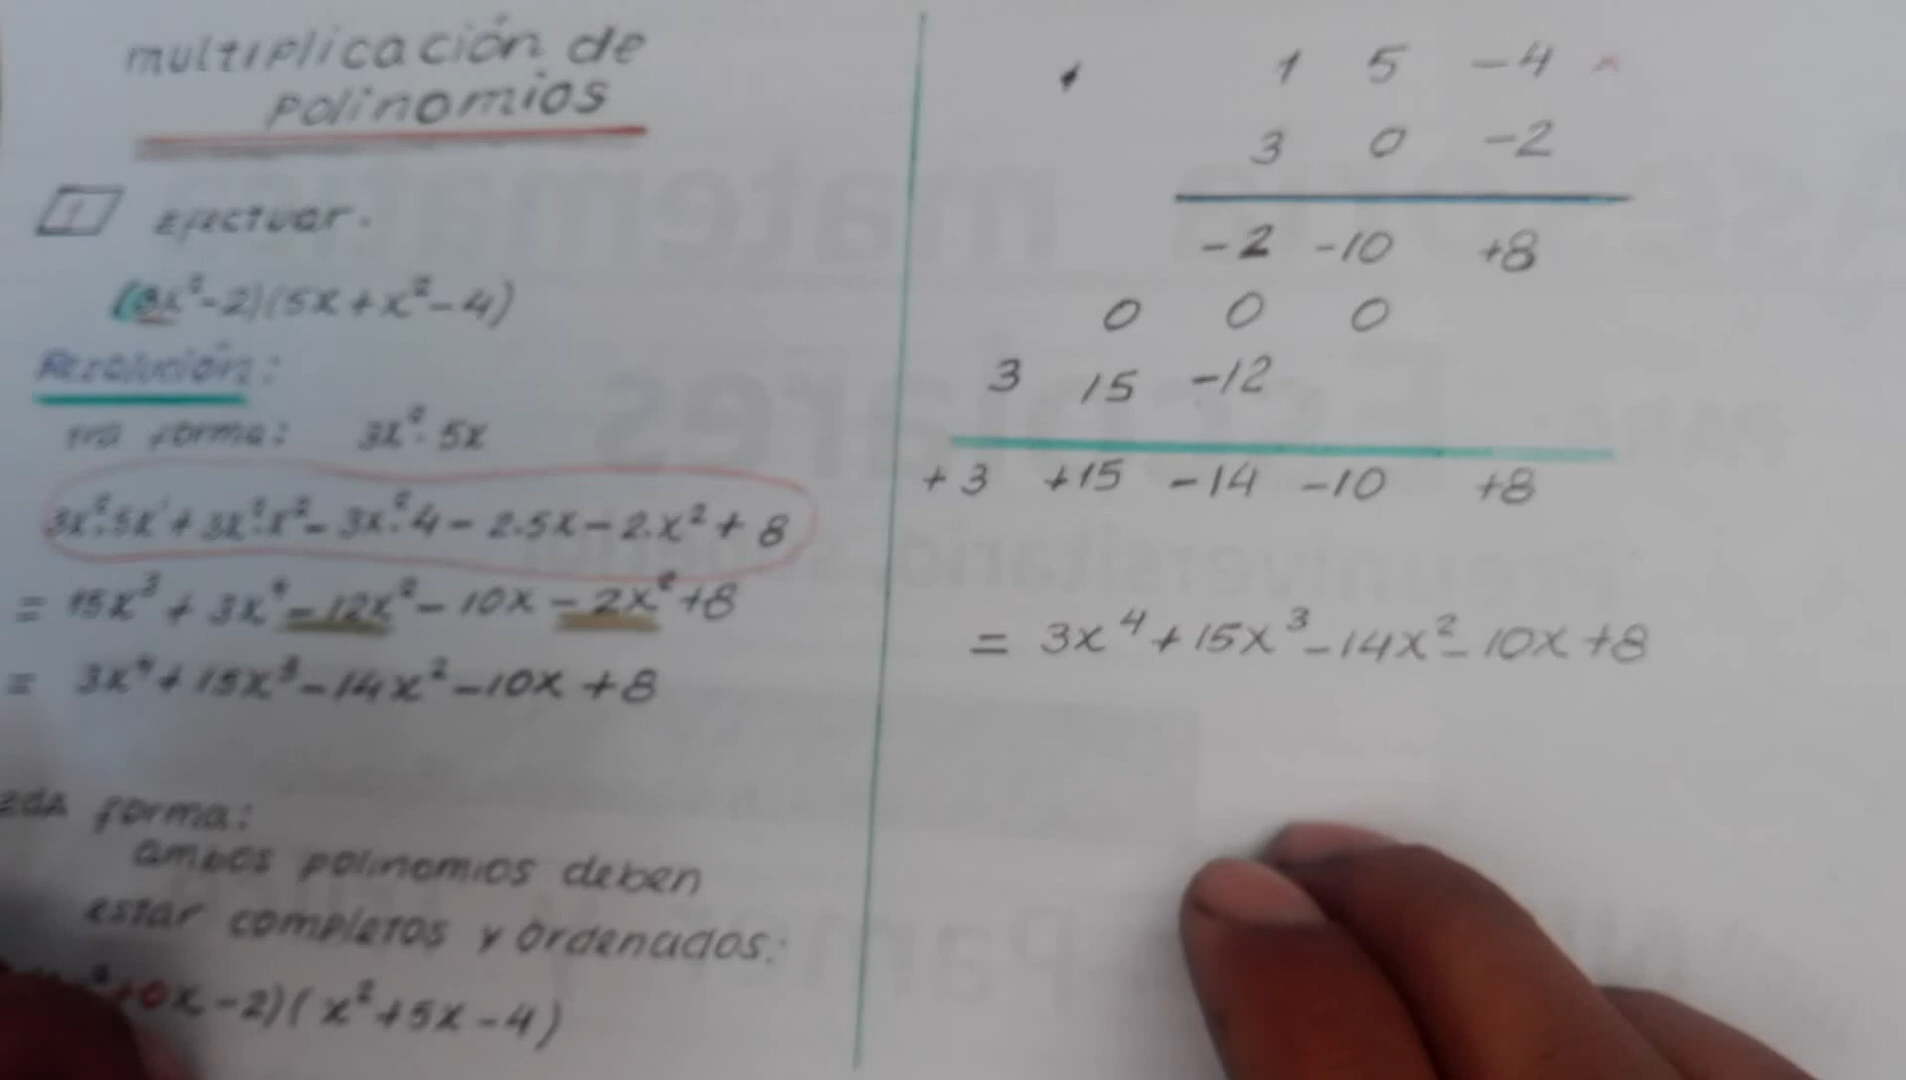 multiplicación de
polinomios
1 Efectuar.
(3x²-2)(5x+x²-4)
Resolución:
1ra forma: 3x².5x
3x².5x+3x².x²-3x².4-2.5x-2.x²+8
= 15x³+3x⁴-12x²-10x-2x²+8
= 3x⁴+15x³-14x²-10x+8
2da forma:
ambos polinomios deben
estar completos y ordenados:
+0x-2)(x²+5x-4)
1 5 -4 ×
3 0 -2
-2 -10 +8
0 0 0
3 15 -12
+3 +15 -14 -10 +8
= 3x⁴+15x³-14x²-10x+8